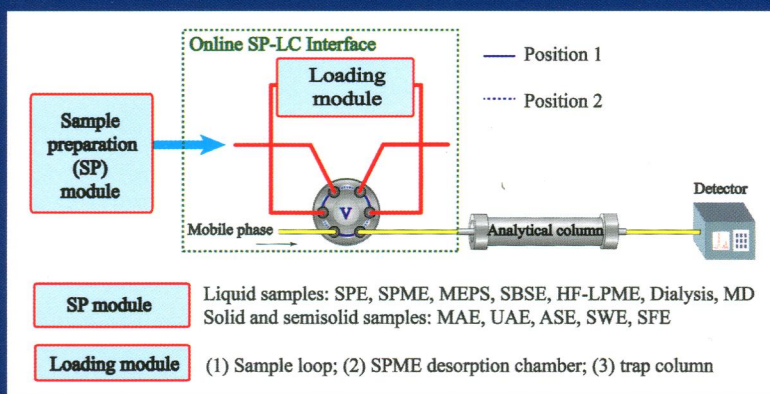 Online SP-LC Interface
Loading
module
Position 1
Position 2
Sample
preparation
(SP)
module
V
Mobile phase
Analytical column
Detector
SP module
Liquid samples: SPE, SPME, MEPS, SBSE, HF-LPME, Dialysis, MD
Solid and semisolid samples: MAE, UAE, ASE, SWE, SFE
Loading module
(1) Sample loop; (2) SPME desorption chamber; (3) trap column